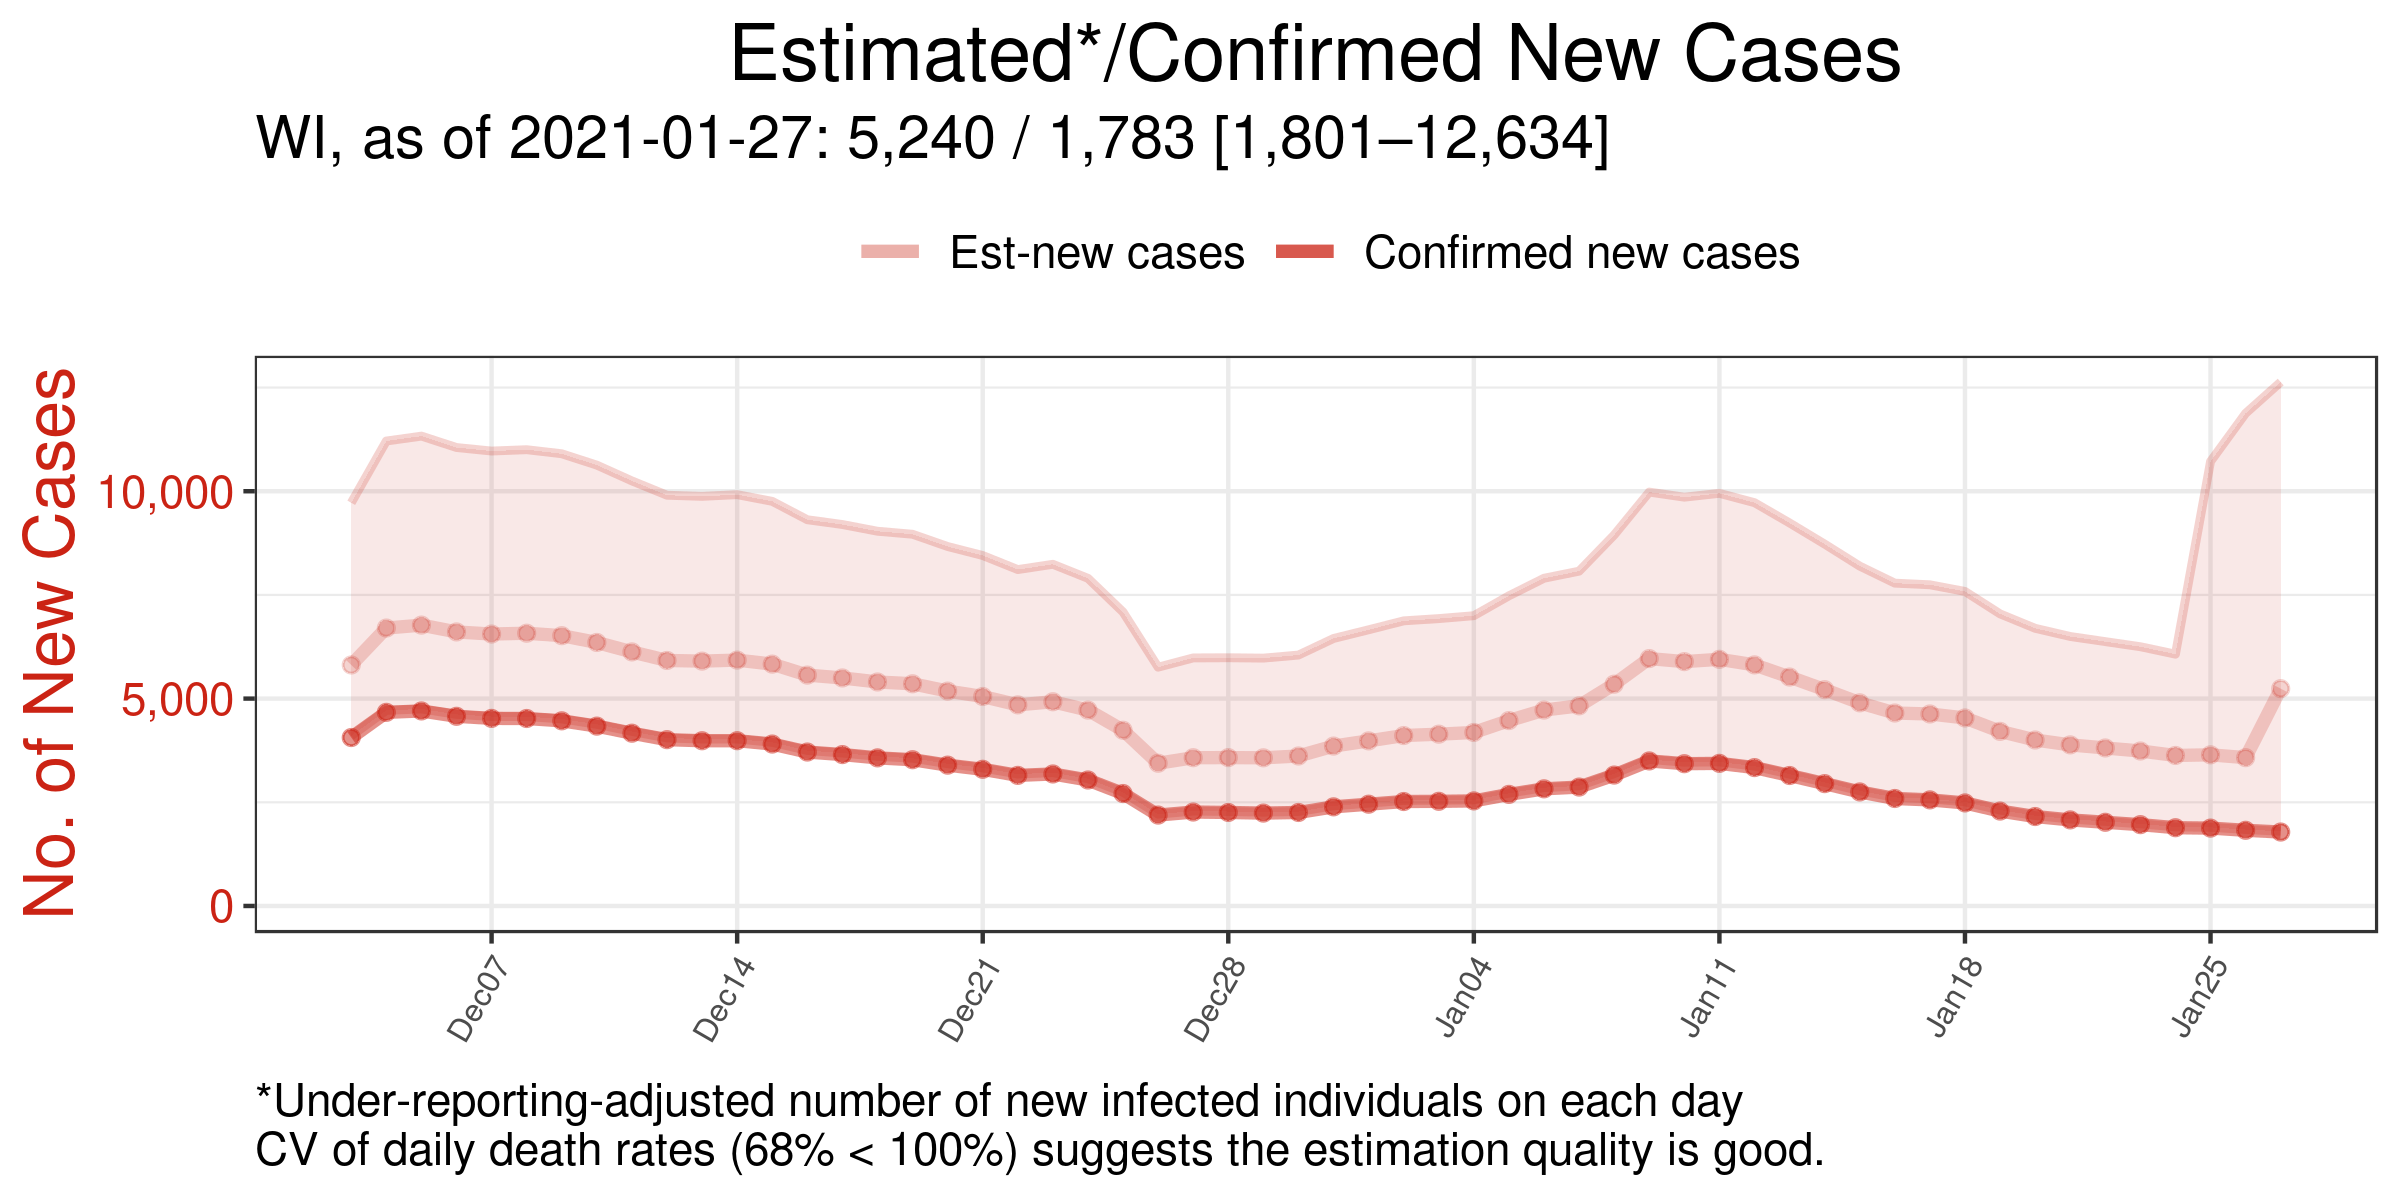 Estimated*/Confirmed New Cases
WI, as of 2021-01-27: 5,240 / 1,783 [1,801–12,634]
Est-new cases Confirmed new cases
No. of New Cases
10,000
5,000
0
Dec07 Dec14 Dec21 Dec28 Jan04 Jan11 Jan18 Jan25
*Under-reporting-adjusted number of new infected individuals on each day
CV of daily death rates (68% < 100%) suggests the estimation quality is good.